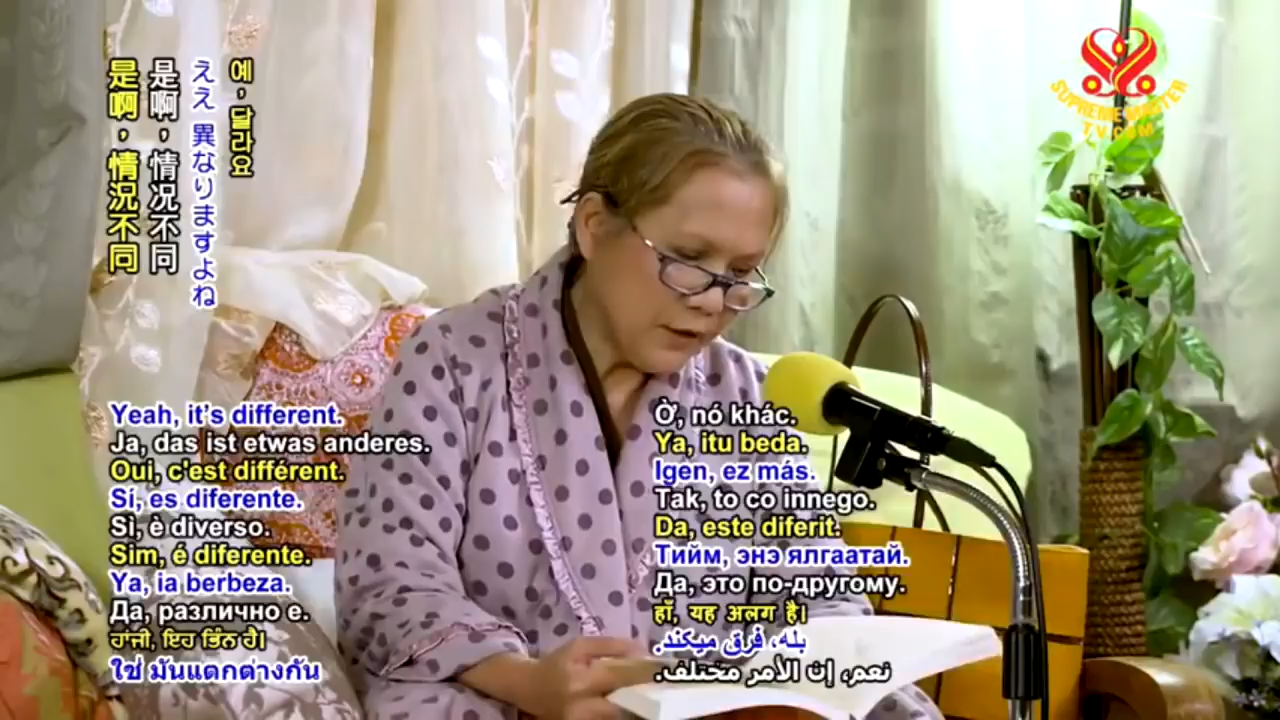 是啊，情況不同
是啊，情况不同
ええ 異なりますよね
예, 달라요
SUPREME MASTER
TV.COM
Yeah, it's different.
Ja, das ist etwas anderes.
Oui, c'est différent.
Sí, es diferente.
Sì, è diverso.
Sim, é diferente.
Ya, ia berbeza.
Да, различно е.
ਹਾਂਜੀ, ਇਹ ਭਿੰਨ ਹੈ।
ใช่ มันแตกต่างกัน
Ờ, nó khác.
Ya, itu beda.
Igen, ez más.
Tak, to co innego.
Da, este diferit.
Тийм, энэ ялгаатай.
Да, это по-другому.
हाँ, यह अलग है।
بله، فرق میکند.
نعم، إن الأمر مختلف.